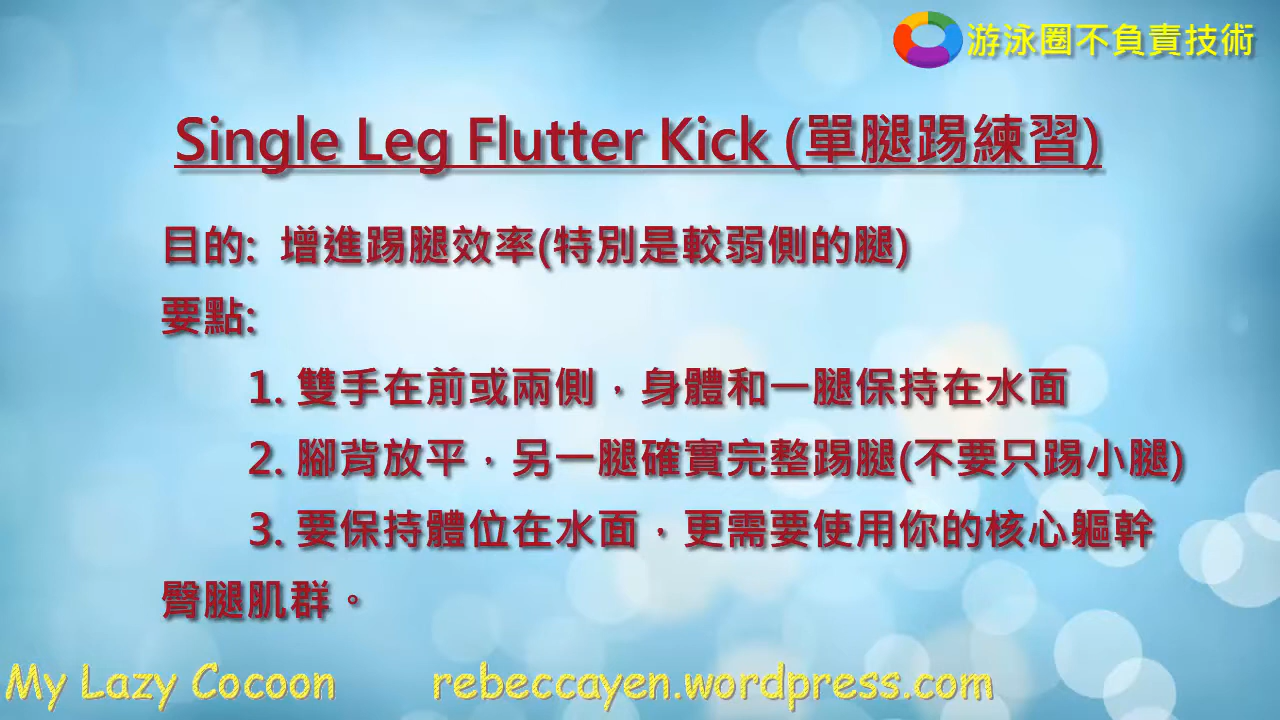 游泳圈不負責技術
Single Leg Flutter Kick (單腿踢練習)
目的: 增進踢腿效率(特別是較弱側的腿)
要點:
1. 雙手在前或兩側，身體和一腿保持在水面
2. 腳背放平，另一腿確實完整踢腿(不要只踢小腿)
3. 要保持體位在水面，更需要使用你的核心軀幹
臀腿肌群。
My Lazy Cocoon rebeccayen.wordpress.com